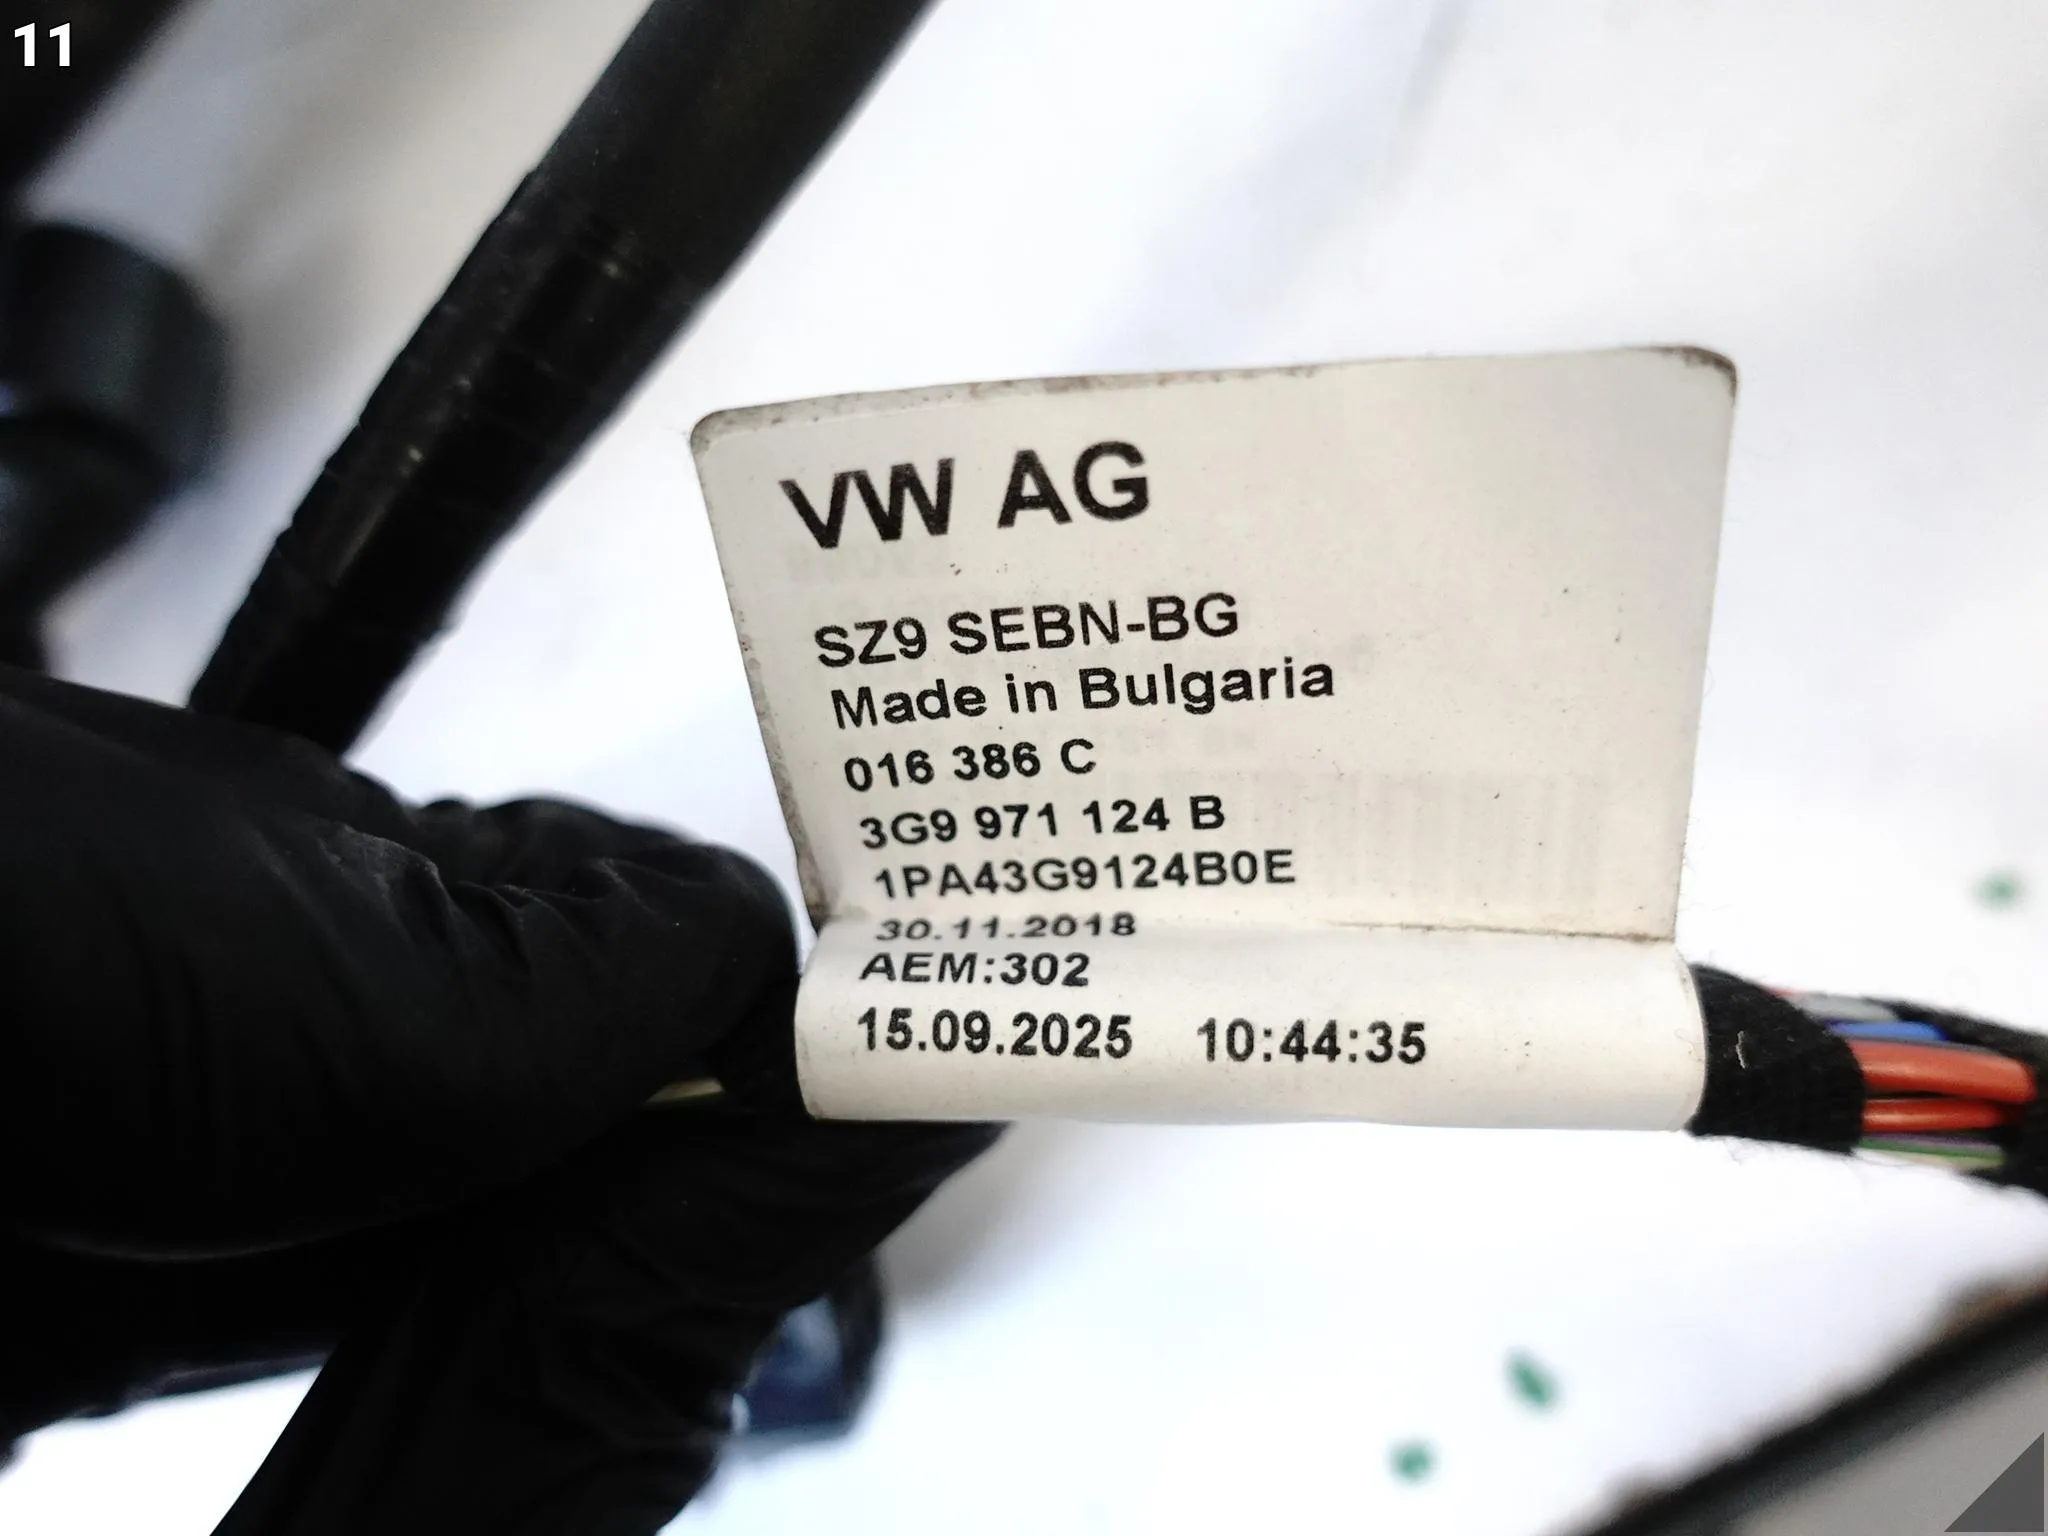 11
VW AG
SZ9 SEBN-BG
Made in Bulgaria
016 386 C
3G9 971 124 B
1PA43G9124B0E
30.11.2018
AEM:302
15.09.2025 10:44:35